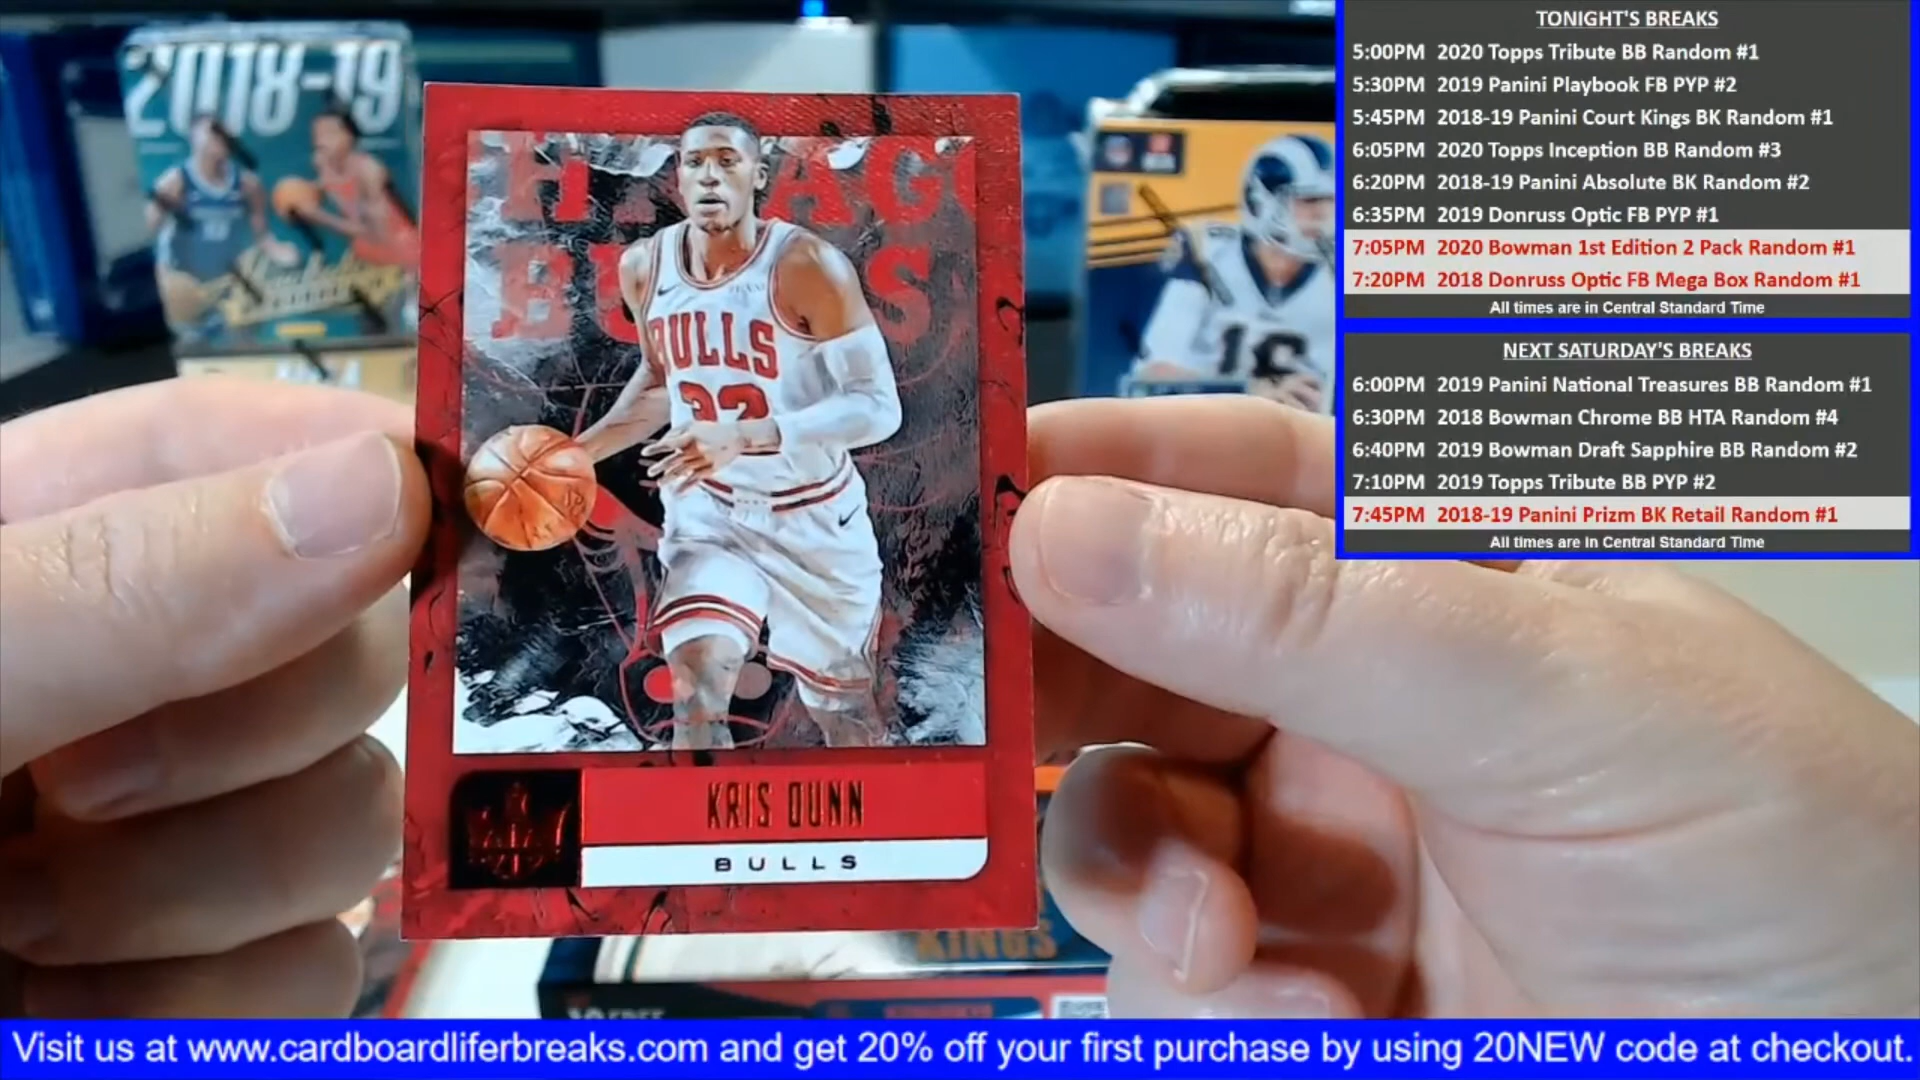 TONIGHT'S BREAKS
5:00PM 2020 Topps Tribute BB Random #1
5:30PM 2019 Panini Playbook FB PYP #2
5:45PM 2018-19 Panini Court Kings BK Random #1
6:05PM 2020 Topps Inception BB Random #3
6:20PM 2018-19 Panini Absolute BK Random #2
6:35PM 2019 Donruss Optic FB PYP #1
7:05PM 2020 Bowman 1st Edition 2 Pack Random #1
7:20PM 2018 Donruss Optic FB Mega Box Random #1
All times are in Central Standard Time
NEXT SATURDAY'S BREAKS
6:00PM 2019 Panini National Treasures BB Random #1
6:30PM 2018 Bowman Chrome BB HTA Random #4
6:40PM 2019 Bowman Draft Sapphire BB Random #2
7:10PM 2019 Topps Tribute BB PYP #2
7:45PM 2018-19 Panini Prizm BK Retail Random #1
All times are in Central Standard Time
2018-19
BULLS
32
KRIS DUNN
BULLS
KINGS
16
Visit us at www.cardboardliferbreaks.com and get 20% off your first purchase by using 20NEW code at checkout.